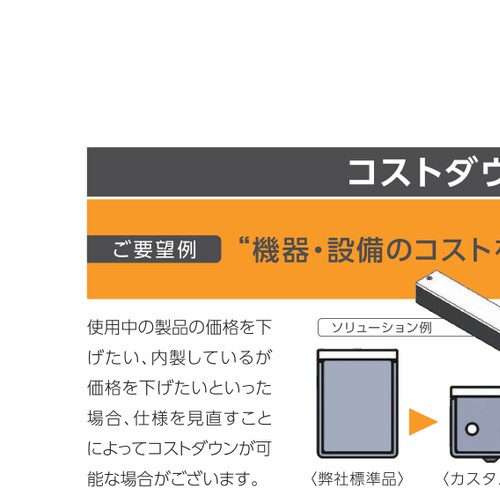 コストダウ
ご要望例
“機器・設備のコストを
使用中の製品の価格を下
げたい、内製しているが
価格を下げたいといった
場合、仕様を見直すこと
によってコストダウンが可
能な場合がございます。
ソリューション例
〈弊社標準品〉
〈カスタ